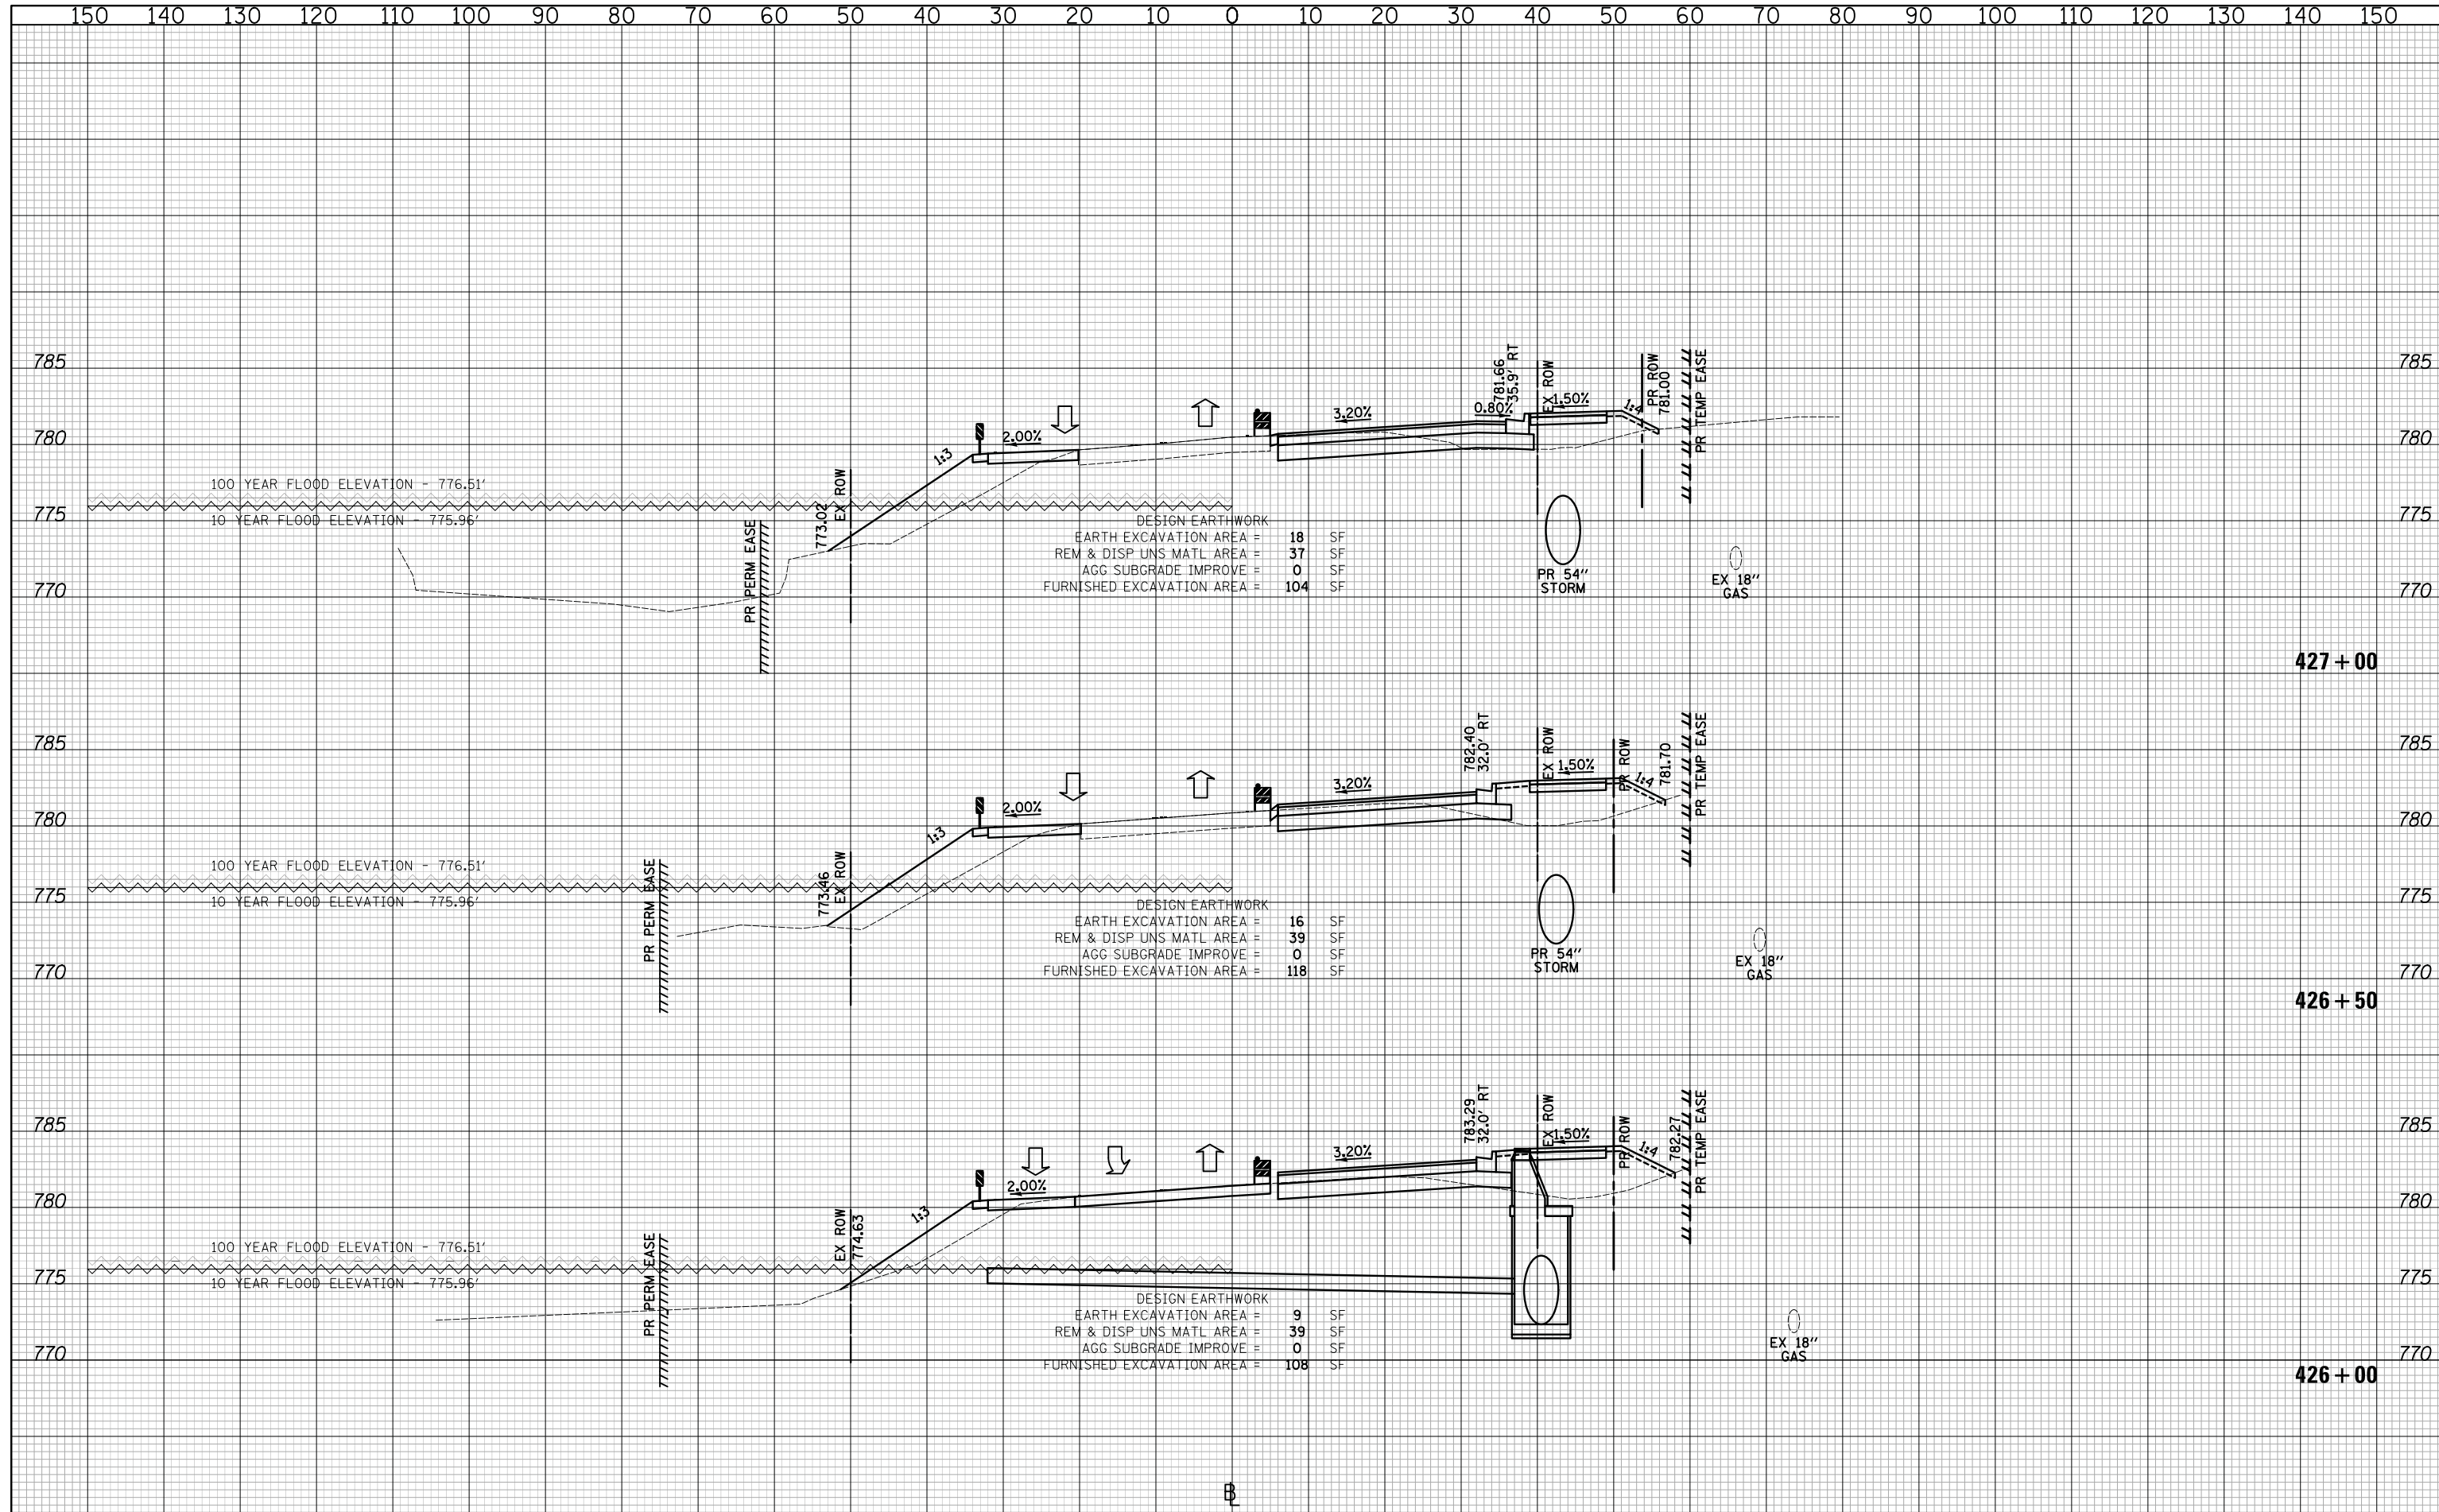 150 140 130 120 110 100 90 80 70 60 50 40 30 20 10 0 10 20 30 40 50 60 70 80 90 100 110 120 130 140 150
785
785
780
780
775
775
770
770
781.66
35.9' RT
EX ROW
PR ROW
781.00
PR TEMP EASE
3.20%
0.80%
1.50%
1:4
2.00%
1:3
EX ROW
773.02
PR PERM EASE
100 YEAR FLOOD ELEVATION - 776.51'
10 YEAR FLOOD ELEVATION - 775.96'
DESIGN EARTHWORK
EARTH EXCAVATION AREA = 18 SF
REM & DISP UNS MATL AREA = 37 SF
AGG SUBGRADE IMPROVE = 0 SF
FURNISHED EXCAVATION AREA = 104 SF
PR 54"
STORM
EX 18"
GAS
427+00
785
785
780
780
775
775
770
770
782.40
32.0' RT
EX ROW
PR ROW
781.70
PR TEMP EASE
3.20%
1.50%
1:4
2.00%
1:3
EX ROW
773.46
PR PERM EASE
100 YEAR FLOOD ELEVATION - 776.51'
10 YEAR FLOOD ELEVATION - 775.96'
DESIGN EARTHWORK
EARTH EXCAVATION AREA = 16 SF
REM & DISP UNS MATL AREA = 39 SF
AGG SUBGRADE IMPROVE = 0 SF
FURNISHED EXCAVATION AREA = 118 SF
PR 54"
STORM
EX 18"
GAS
426+50
785
785
780
780
775
775
770
770
783.29
32.0' RT
EX ROW
PR ROW
782.27
PR TEMP EASE
3.20%
1.50%
1:4
2.00%
1:3
EX ROW
774.63
PR PERM EASE
100 YEAR FLOOD ELEVATION - 776.51'
10 YEAR FLOOD ELEVATION - 775.96'
DESIGN EARTHWORK
EARTH EXCAVATION AREA = 9 SF
REM & DISP UNS MATL AREA = 39 SF
AGG SUBGRADE IMPROVE = 0 SF
FURNISHED EXCAVATION AREA = 108 SF
EX 18"
GAS
426+00
BL